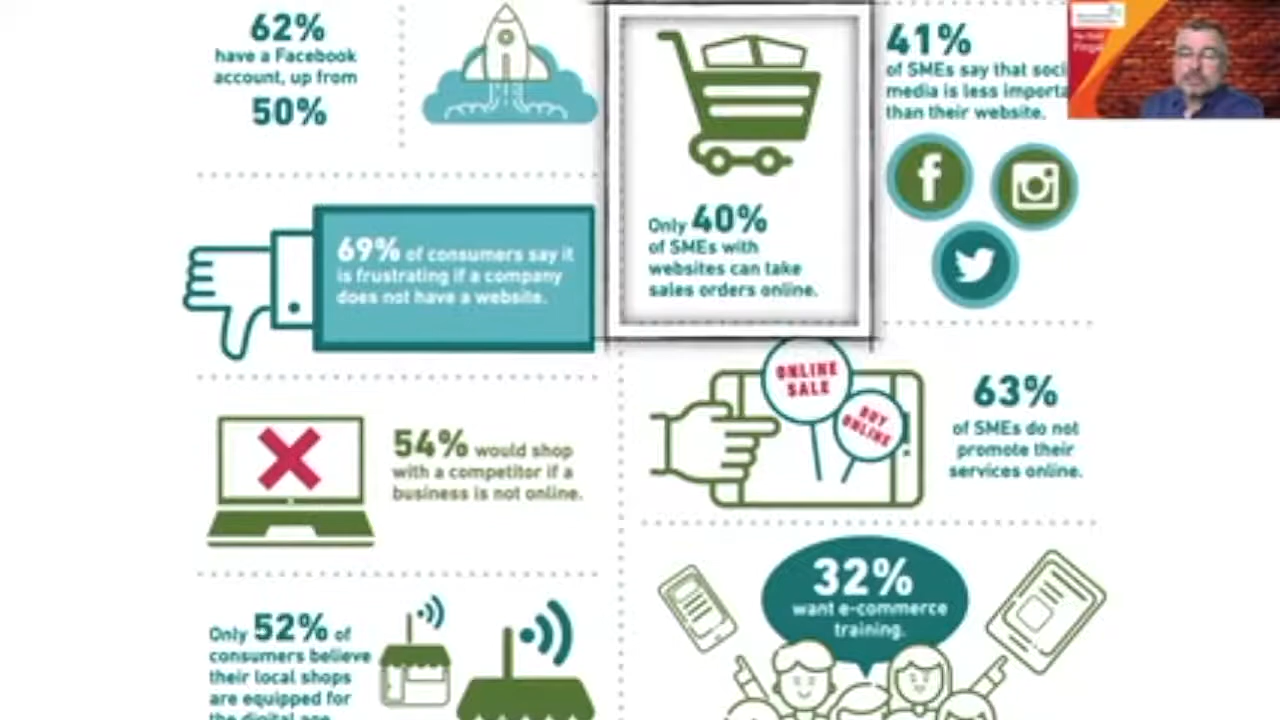 62%
have a Facebook
account, up from
50%
69% of consumers say it
is frustrating if a company
does not have a website.
54% would shop
with a competitor if a
business is not online.
Only 52% of
consumers believe
their local shops
are equipped for
the digital age
Only 40%
of SMEs with
websites can take
sales orders online.
41%
of SMEs say that soci
media is less importa
than their website.
ONLINE
SALE
BUY
ONLINE
63%
of SMEs do not
promote their
services online.
32%
want e-commerce
training.
Fingal